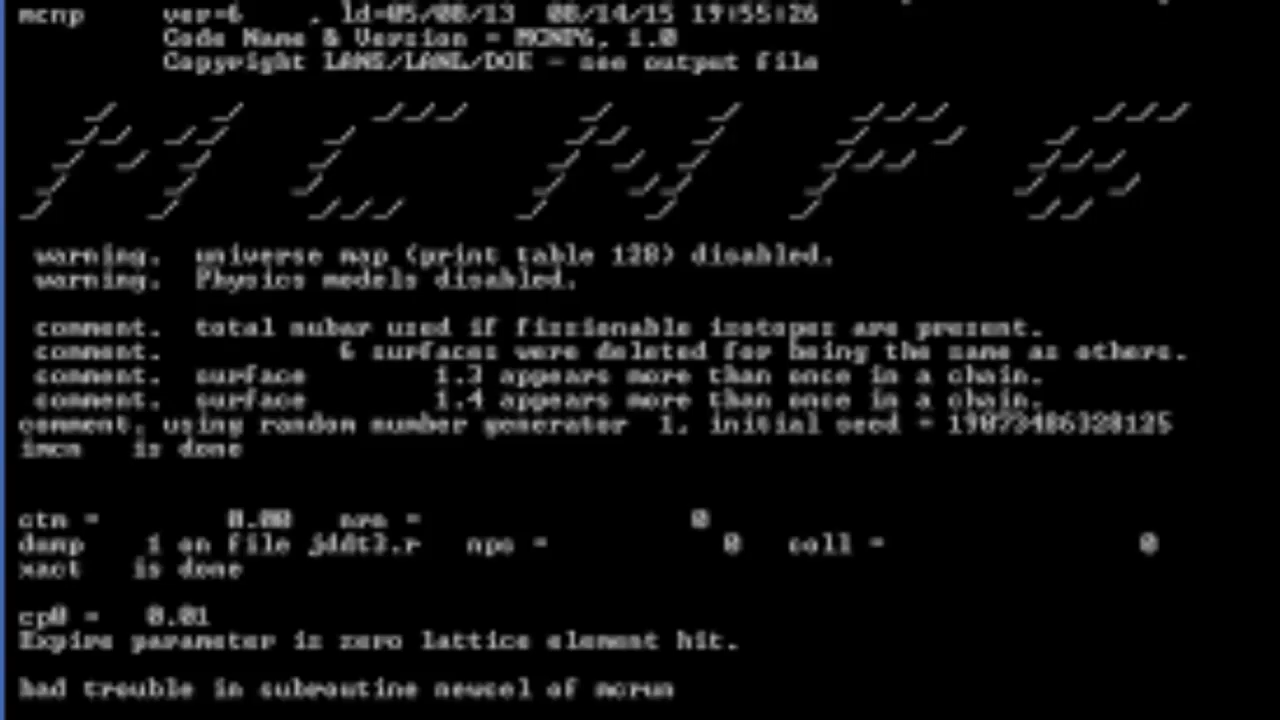 mcnp ver=6 , ld=05/08/13 08/14/15 19:55:26
Code Name & Version = MCNP6, 1.0
Copyright LANS/LANL/DOE - see output file
MCNP6
warning. universe map (print table 128) disabled.
warning. Physics models disabled.
comment. total nubar used if fissionable isotopes are present.
comment. 6 surfaces were deleted for being the same as others.
comment. surface 1.3 appears more than once in a chain.
comment. surface 1.4 appears more than once in a chain.
comment. using random number generator 1, initial seed = 19073486328125
imcn is done
ctm = 0.00 nrn = 0
dump 1 on file nps = 0 coll = 0
xact is done
cp0 = 0.01
Expire parameter is zero lattice element hit.
bad trouble in subroutine newcel of mcrun